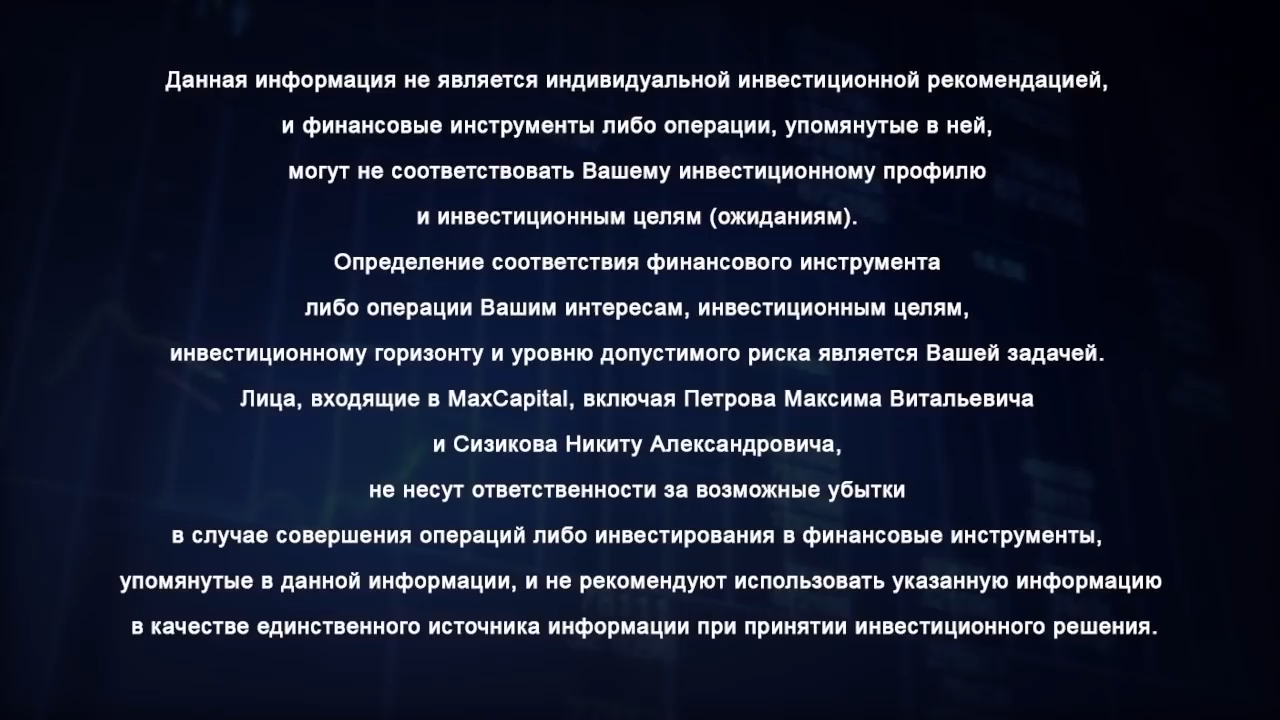 Данная информация не является индивидуальной инвестиционной рекомендацией,
и финансовые инструменты либо операции, упомянутые в ней,
могут не соответствовать Вашему инвестиционному профилю
и инвестиционным целям (ожиданиям).
Определение соответствия финансового инструмента
либо операции Вашим интересам, инвестиционным целям,
инвестиционному горизонту и уровню допустимого риска является Вашей задачей.
Лица, входящие в MaxCapital, включая Петрова Максима Витальевича
и Сизикова Никиту Александровича,
не несут ответственности за возможные убытки
в случае совершения операций либо инвестирования в финансовые инструменты,
упомянутые в данной информации, и не рекомендуют использовать указанную информацию
в качестве единственного источника информации при принятии инвестиционного решения.